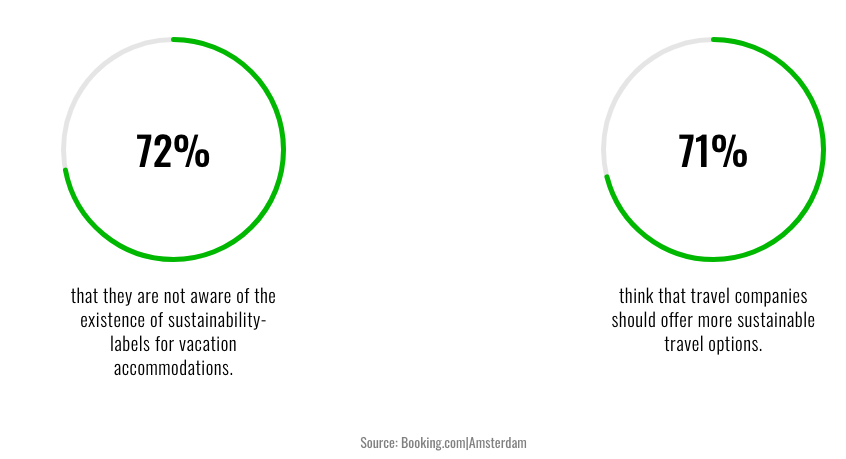 72%
that they are not aware of the
existence of sustainability-
labels for vacation
accommodations.
71%
think that travel companies
should offer more sustainable
travel options.
Source: Booking.com|Amsterdam